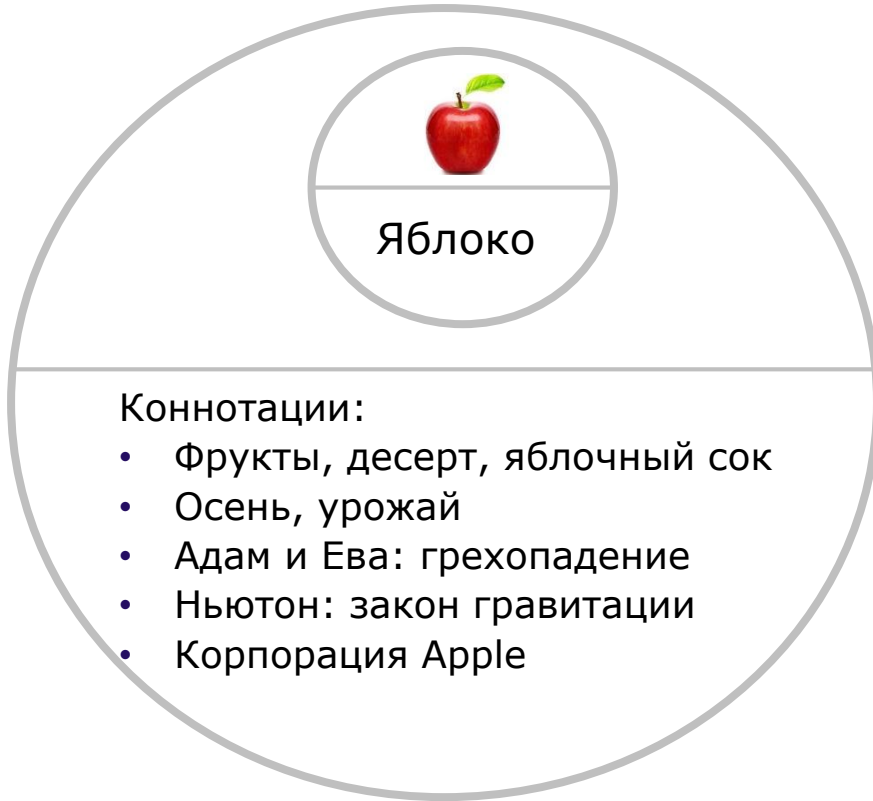 Яблоко
Коннотации:
• Фрукты, десерт, яблочный сок
• Осень, урожай
• Адам и Ева: грехопадение
• Ньютон: закон гравитации
• Корпорация Apple